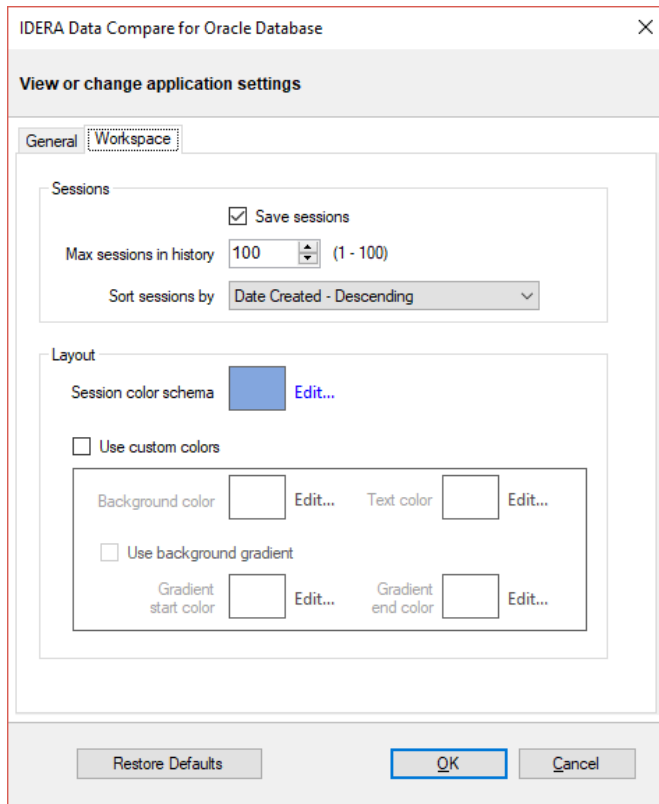 IDERA Data Compare for Oracle Database
View or change application settings
General Workspace
Sessions
Save sessions
Max sessions in history 100 (1 - 100)
Sort sessions by Date Created - Descending
Layout
Session color schema Edit...
Use custom colors
Background color Edit... Text color Edit...
Use background gradient
Gradient start color Edit... Gradient end color Edit...
Restore Defaults OK Cancel